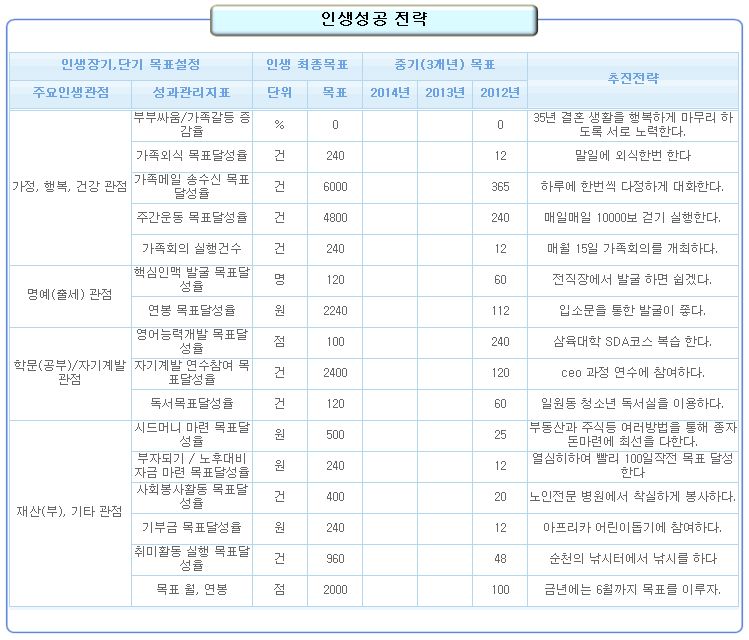 인생성공 전략
인생장기,단기 목표설정 인생 최종목표 중기(3개년) 목표 추진전략
주요인생관점 성과관리지표 단위 목표 2014년 2013년 2012년
가정, 행복, 건강 관점
부부싸움/가족갈등 증
감율
% 0 0
35년 결혼 생활을 행복하게 마무리 하
도록 서로 노력한다.
가족외식 목표달성율 건 240 12 말일에 외식한번 한다
가족메일 송수신 목표
달성율
건 6000 365 하루에 한번씩 다정하게 대화한다.
주간운동 목표달성율 건 4800 240 매일매일 10000보 걷기 실행한다.
가족회의 실행건수 건 240 12 매월 15일 가족회의를 개최하다.
명예(출세) 관점
핵심인맥 발굴 목표달
성율
명 120 60 전직장에서 발굴 하면 쉽겠다.
연봉 목표달성율 원 2240 112 입소문을 통한 발굴이 좋다.
학문(공부)/자기계발
관점
영어능력개발 목표달
성율
점 100 240 삼육대학 SDA코스 복습 한다.
자기계발 연수참여 목
표달성율
건 2400 120 ceo 과정 연수에 참여하다.
독서목표달성율 건 120 60 일원동 청소년 독서실을 이용하다.
재산(부), 기타 관점
시드머니 마련 목표달
성율
원 500 25
부동산과 주식등 여러방법을 통해 종자
돈마련에 최선을 다한다.
부자되기 / 노후대비
자금 마련 목표달성율
원 240 12
열심히하여 빨리 100일작전 목표 달성
한다
사회봉사활동 목표달
성율
건 400 20 노인전문 병원에서 착실하게 봉사하다.
기부금 목표달성율 원 240 12 아프리카 어린이돕기에 참여하다.
취미활동 실행 목표달
성율
건 960 48 순천의 낚시터에서 낚시를 하다
목표 월, 연봉 점 2000 100 금년에는 6월까지 목표를 이루자.